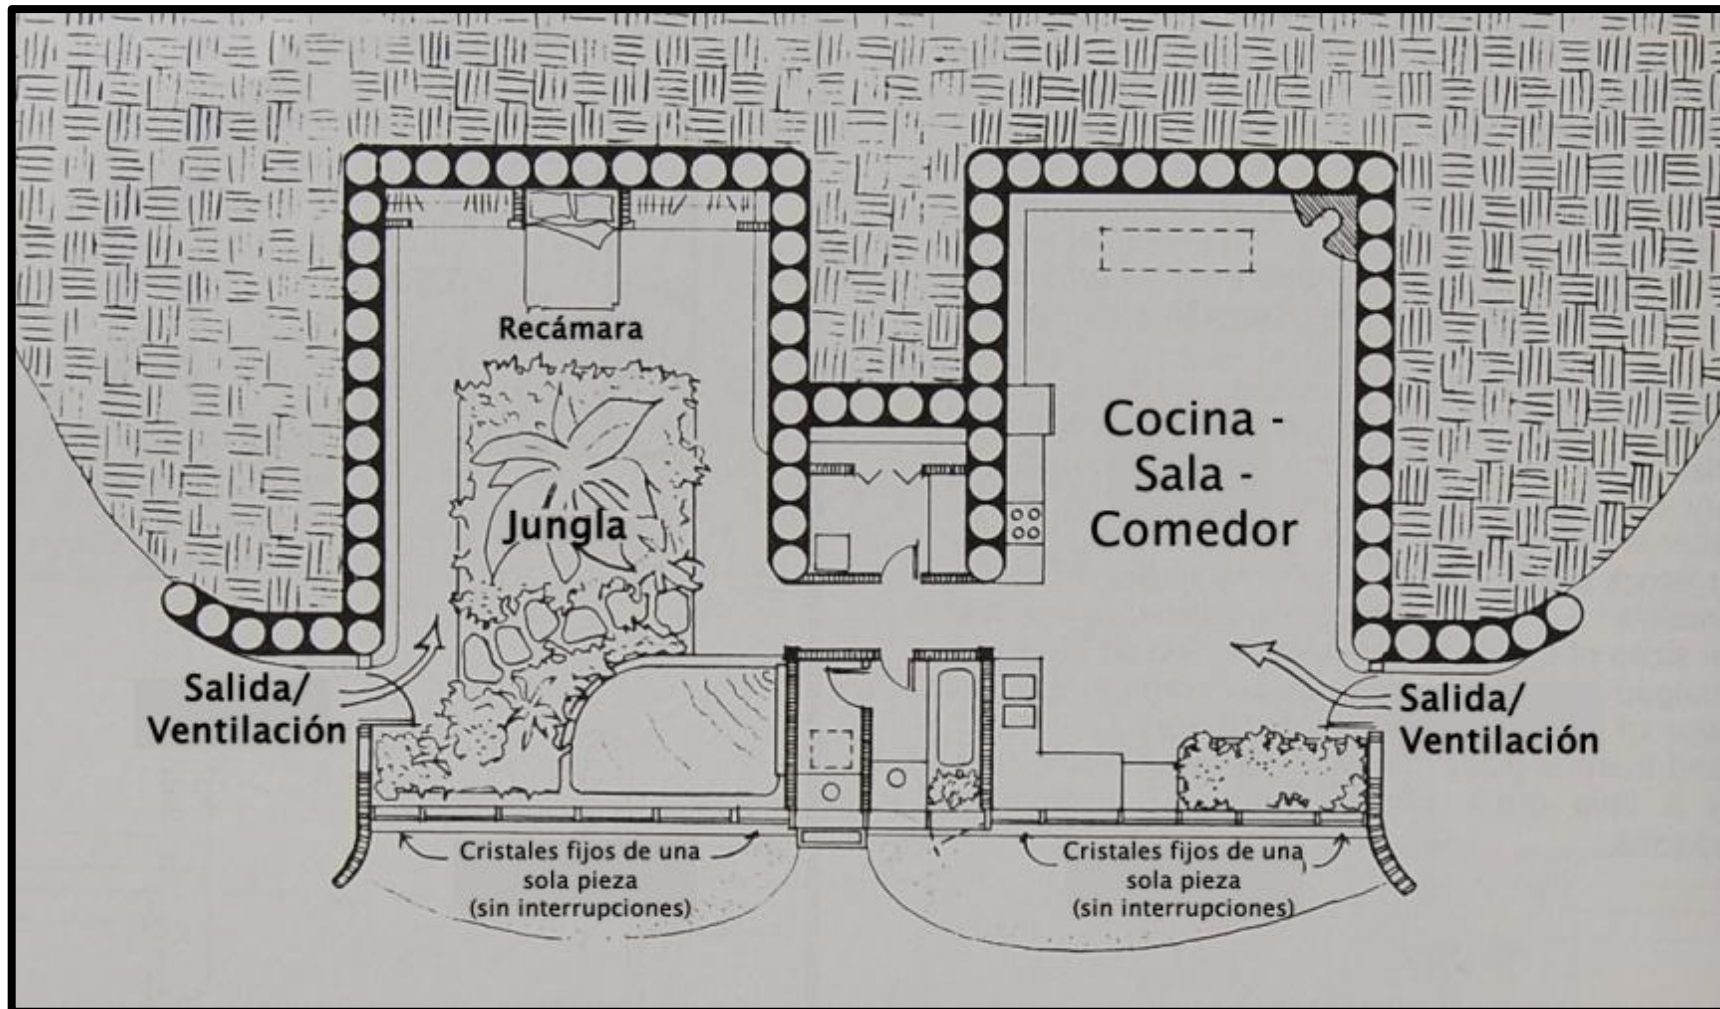 Recámara
Jungla
Cocina -
Sala -
Comedor
Salida/
Ventilación
Salida/
Ventilación
Cristales fijos de una
sola pieza
(sin interrupciones)
Cristales fijos de una
sola pieza
(sin interrupciones)